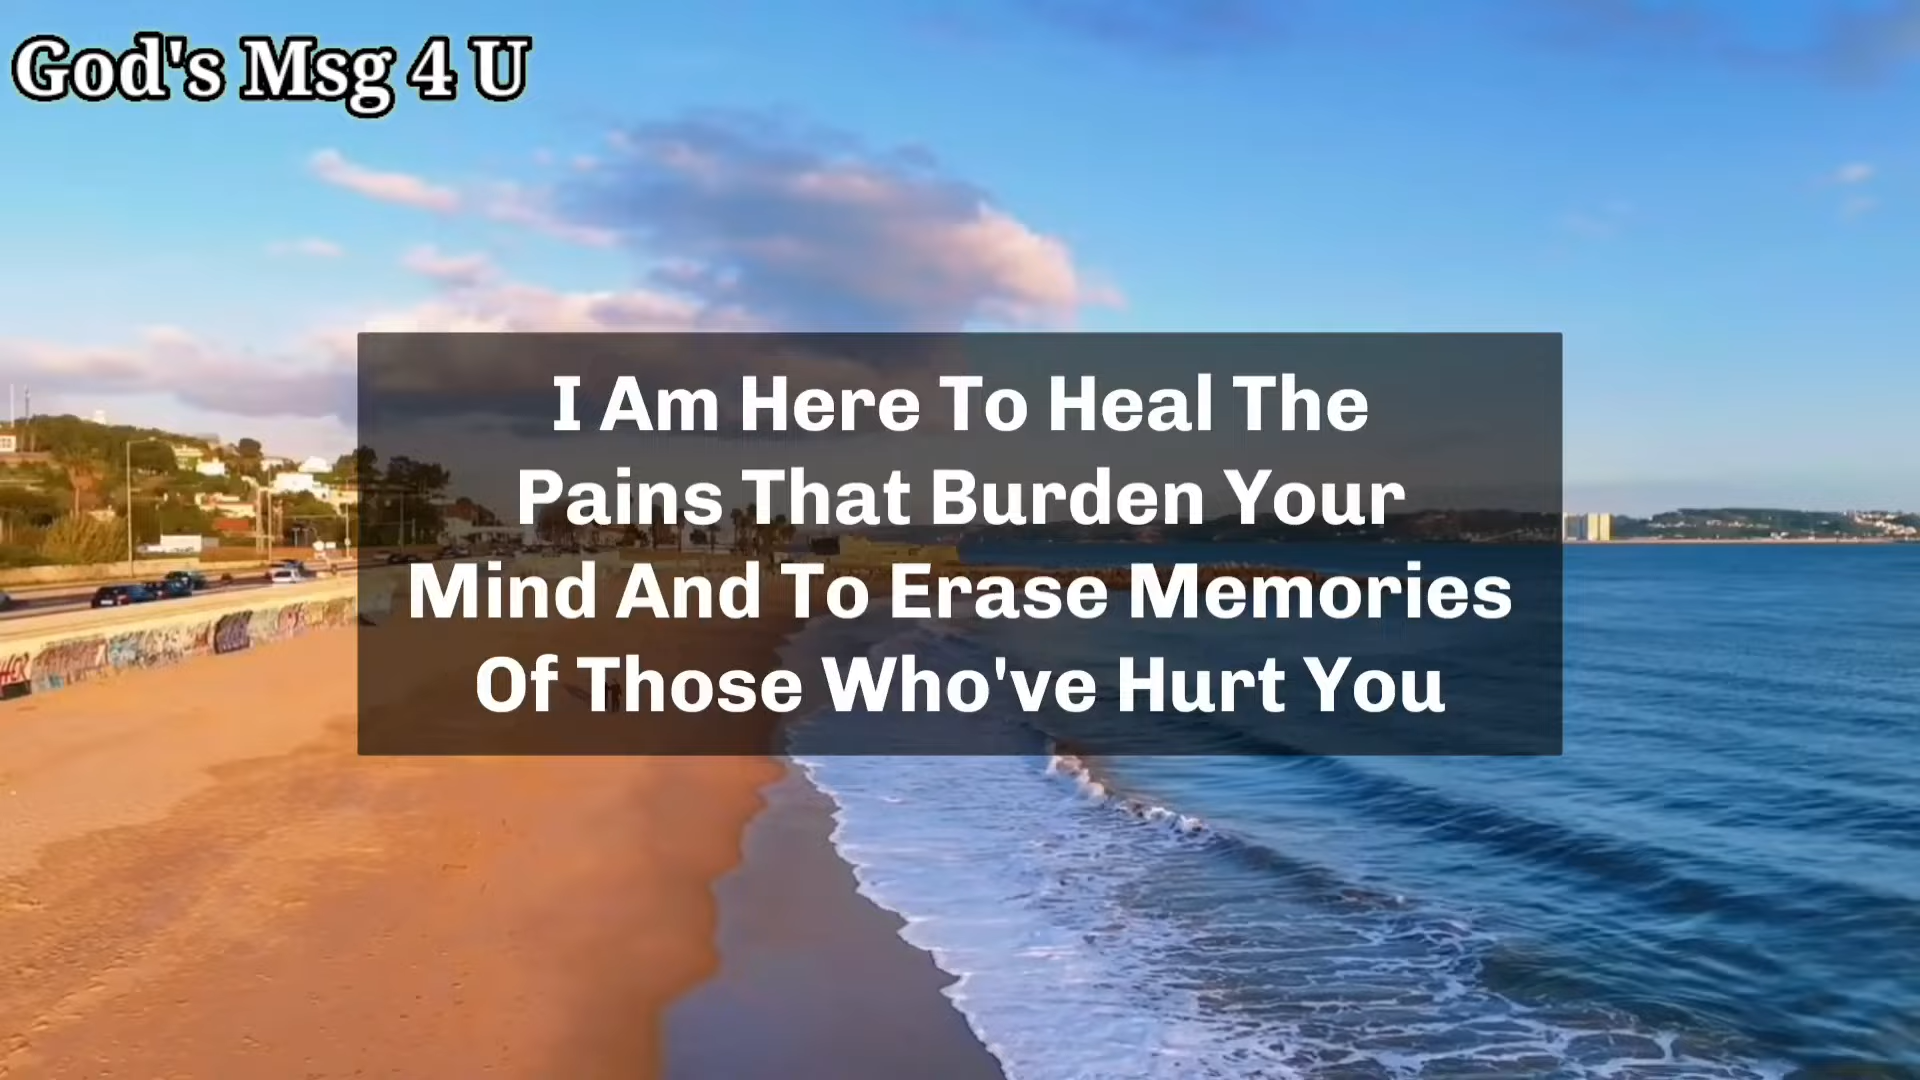 God's Msg 4 U
I Am Here To Heal The
Pains That Burden Your
Mind And To Erase Memories
Of Those Who've Hurt You